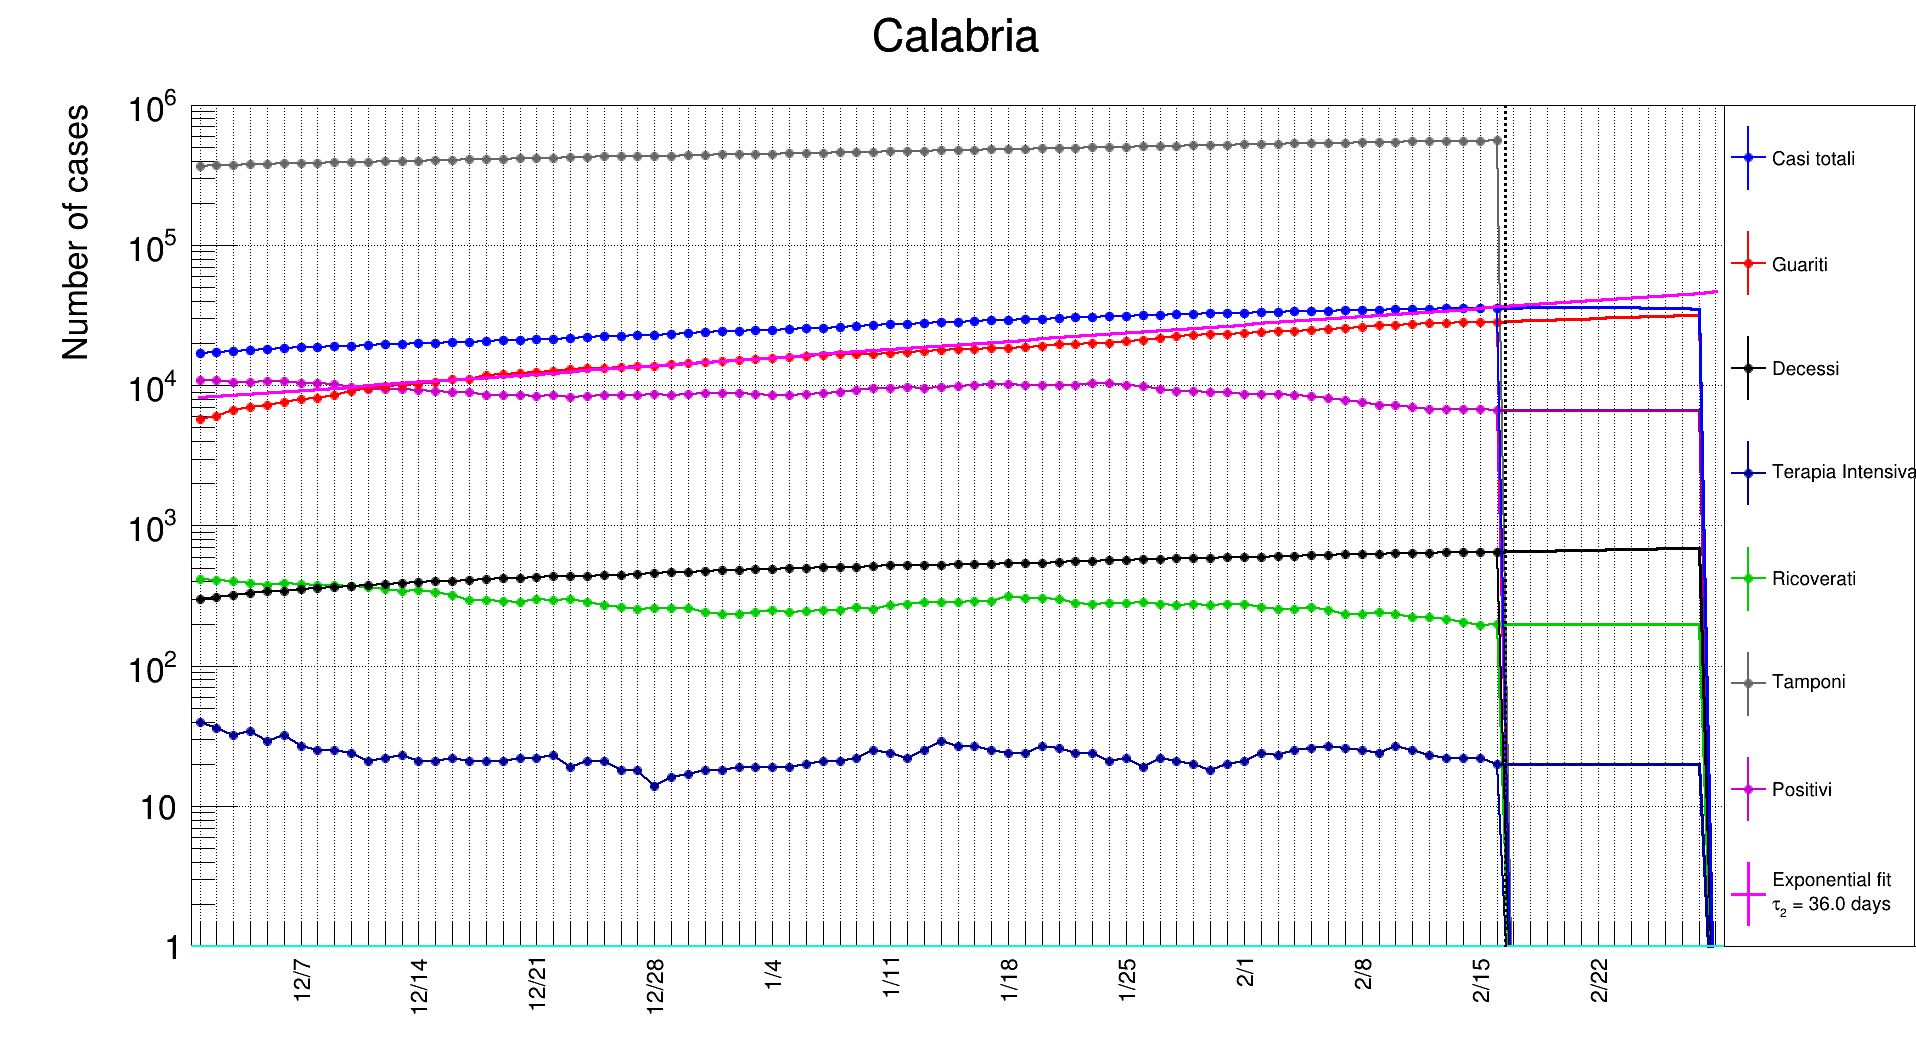 Calabria
Number of cases
10^6
10^5
10^4
10^3
10^2
10
1
12/7
12/14
12/21
12/28
1/4
1/11
1/18
1/25
2/1
2/8
2/15
2/22
Casi totali
Guariti
Decessi
Terapia Intensiva
Ricoverati
Tamponi
Positivi
Exponential fit
τ_2 = 36.0 days